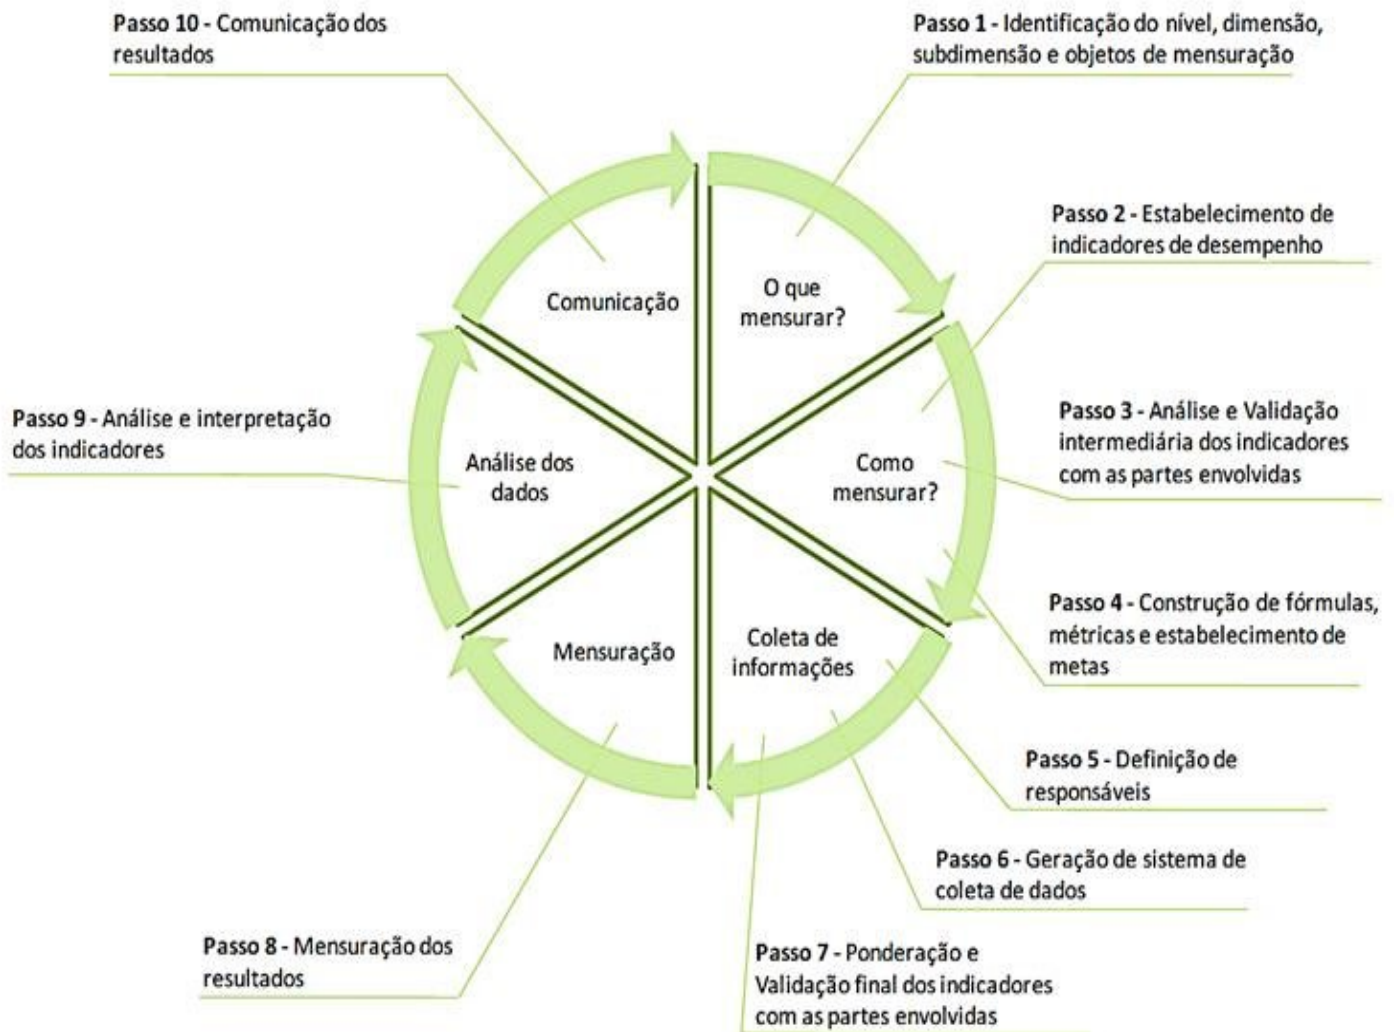 Passo 10 - Comunicação dos
resultados
Passo 1 - Identificação do nível, dimensão,
subdimensão e objetos de mensuração
Passo 2 - Estabelecimento de
indicadores de desempenho
Comunicação
O que
mensurar?
Passo 3 - Análise e Validação
intermediária dos indicadores
com as partes envolvidas
Passo 9 - Análise e interpretação
dos indicadores
Análise dos
dados
Como
mensurar?
Passo 4 - Construção de fórmulas,
métricas e estabelecimento de
metas
Mensuração
Coleta de
informações
Passo 5 - Definição de
responsáveis
Passo 6 - Geração de sistema de
coleta de dados
Passo 8 - Mensuração dos
resultados
Passo 7 - Ponderação e
Validação final dos indicadores
com as partes envolvidas